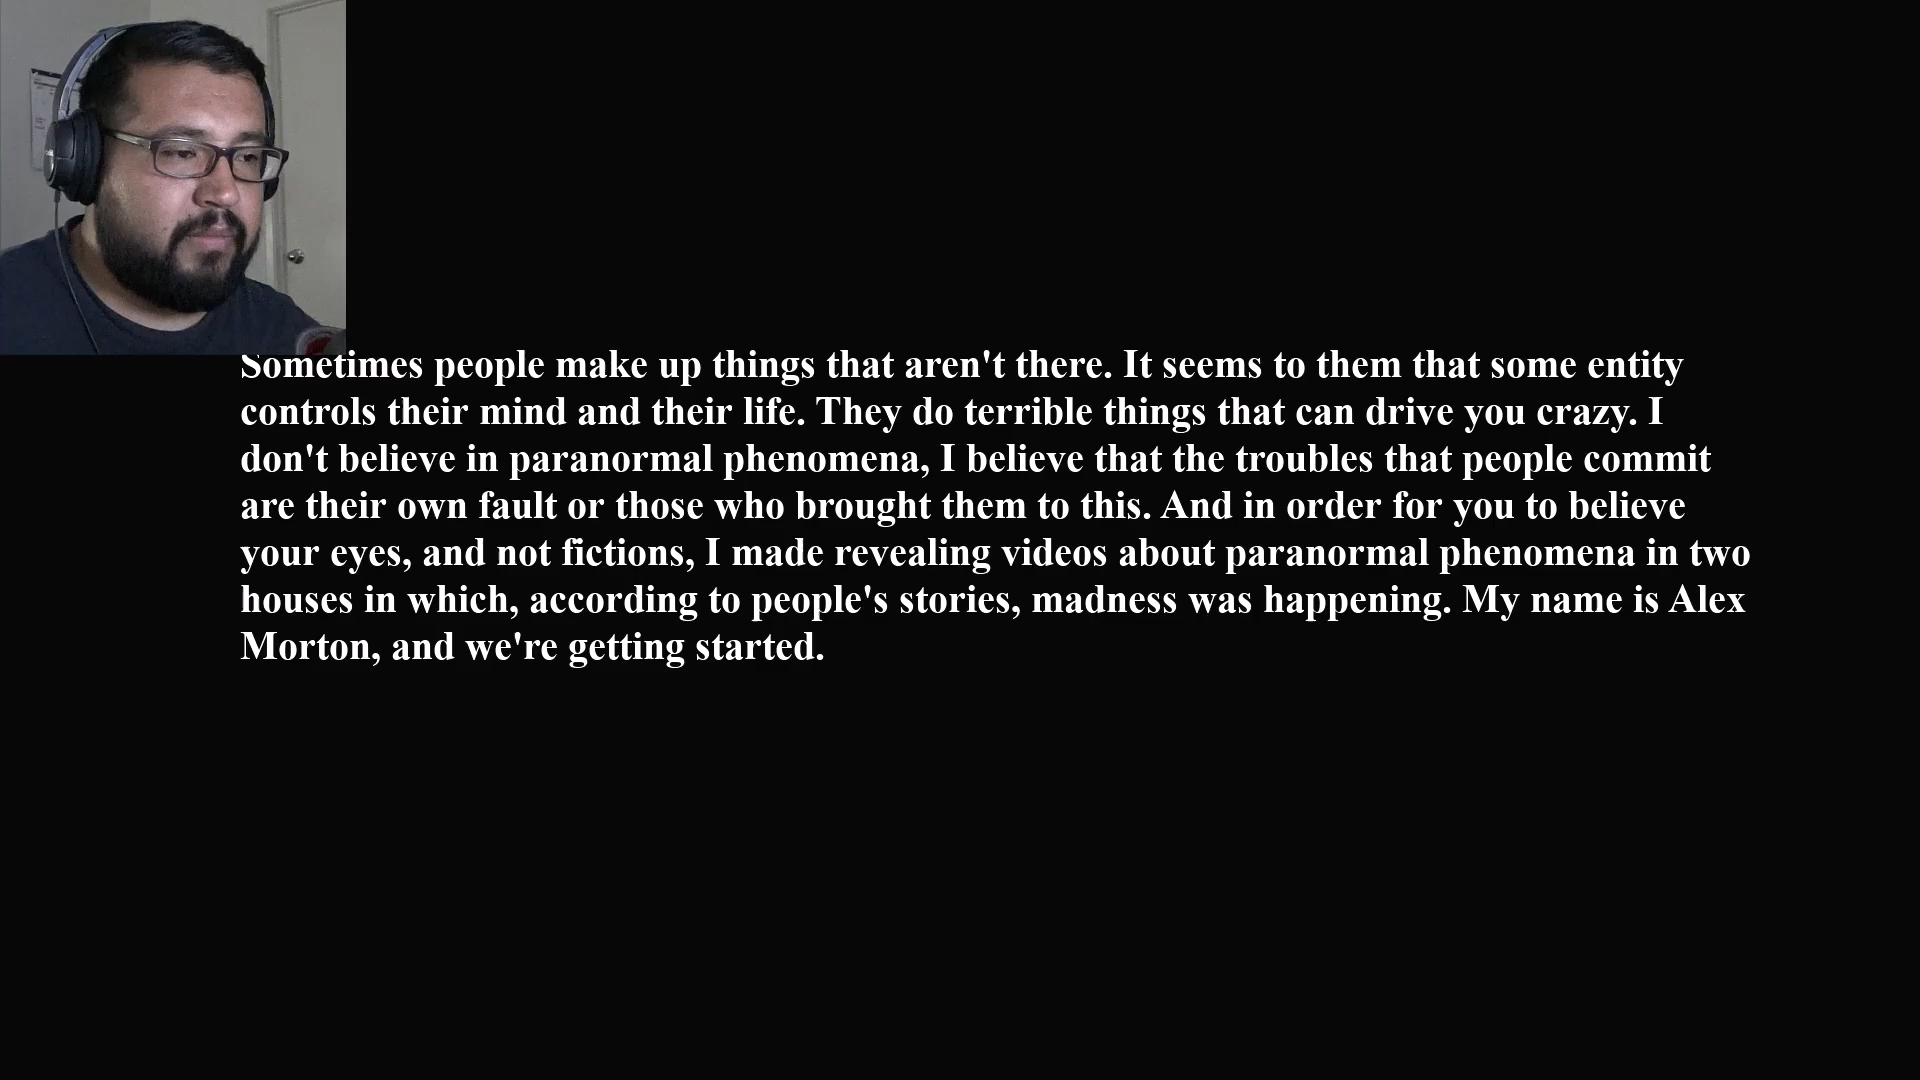 Sometimes people make up things that aren't there. It seems to them that some entity
controls their mind and their life. They do terrible things that can drive you crazy. I
don't believe in paranormal phenomena, I believe that the troubles that people commit
are their own fault or those who brought them to this. And in order for you to believe
your eyes, and not fictions, I made revealing videos about paranormal phenomena in two
houses in which, according to people's stories, madness was happening. My name is Alex
Morton, and we're getting started.